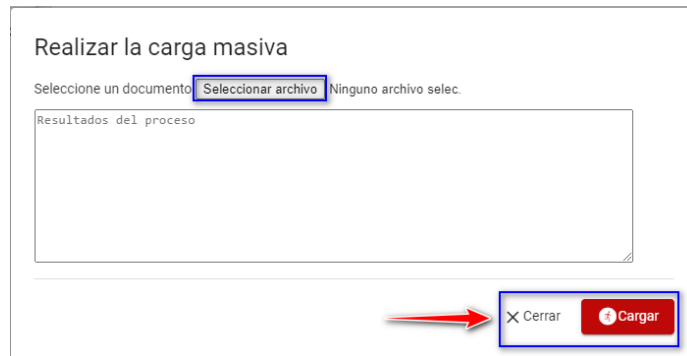 Realizar la carga masiva
Seleccione un documento Seleccionar archivo Ninguno archivo selec.
Resultados del proceso
Cerrar Cargar